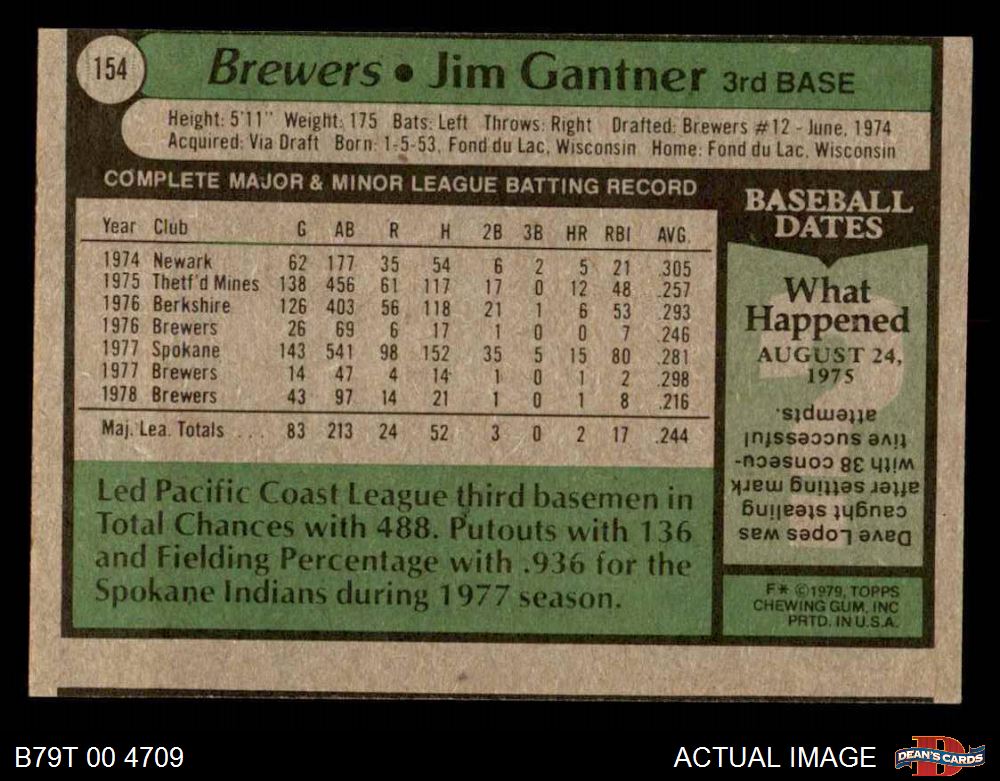 154
Brewers • Jim Gantner 3rd BASE
Height: 5'11" Weight: 175 Bats: Left Throws: Right Drafted: Brewers #12 - June, 1974
Acquired: Via Draft Born: 1-5-53, Fond du Lac, Wisconsin Home: Fond du Lac, Wisconsin
COMPLETE MAJOR & MINOR LEAGUE BATTING RECORD
Year Club G AB R H 2B 3B HR RBI AVG.
1974 Newark 62 177 35 54 6 2 5 21 .305
1975 Thetf'd Mines 138 456 61 117 17 0 12 48 .257
1976 Berkshire 126 403 56 118 21 1 6 53 .293
1976 Brewers 26 69 6 17 1 0 0 7 .246
1977 Spokane 143 541 98 152 35 5 15 80 .281
1977 Brewers 14 47 4 14 1 0 1 2 .298
1978 Brewers 43 97 14 21 1 0 1 8 .216
Maj. Lea. Totals ... 83 213 24 52 3 0 2 17 .244
Led Pacific Coast League third basemen in
Total Chances with 488. Putouts with 136
and Fielding Percentage with .936 for the
Spokane Indians during 1977 season.
BASEBALL
DATES
What
Happened
AUGUST 24,
1975
Dave Lopes was
caught stealing
after setting mark
with 38 consecu-
tive successful
attempts.
F* ©1979, TOPPS
CHEWING GUM, INC
PRTD. IN U.S.A.
B79T 00 4709
ACTUAL IMAGE
D
DEAN'S CARDS